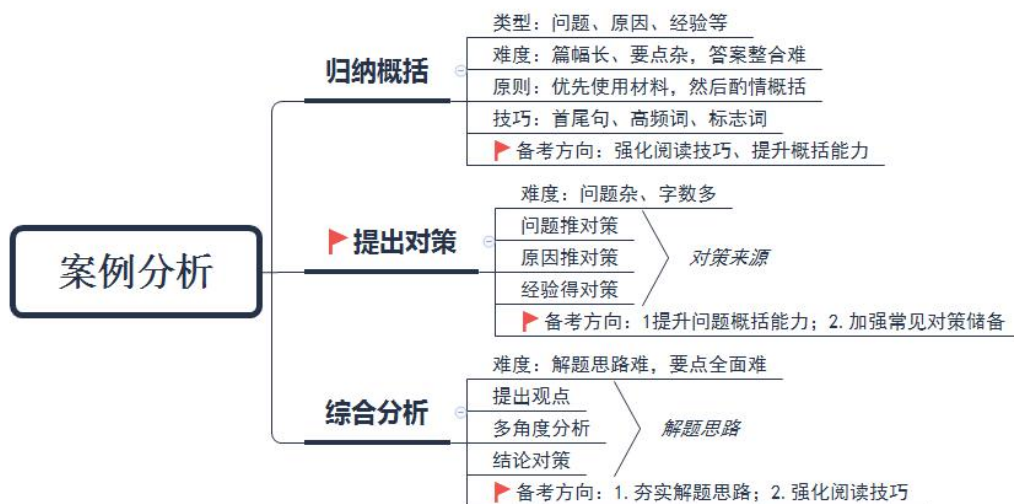 案例分析
归纳概括
类型：问题、原因、经验等
难度：篇幅长、要点杂，答案整合难
原则：优先使用材料，然后酌情概括
技巧：首尾句、高频词、标志词
备考方向：强化阅读技巧、提升概括能力
提出对策
难度：问题杂、字数多
问题推对策
原因推对策
经验得对策
对策来源
备考方向：1提升问题概括能力；2.加强常见对策储备
综合分析
难度：解题思路难，要点全面难
提出观点
多角度分析
结论对策
解题思路
备考方向：1.夯实解题思路；2.强化阅读技巧